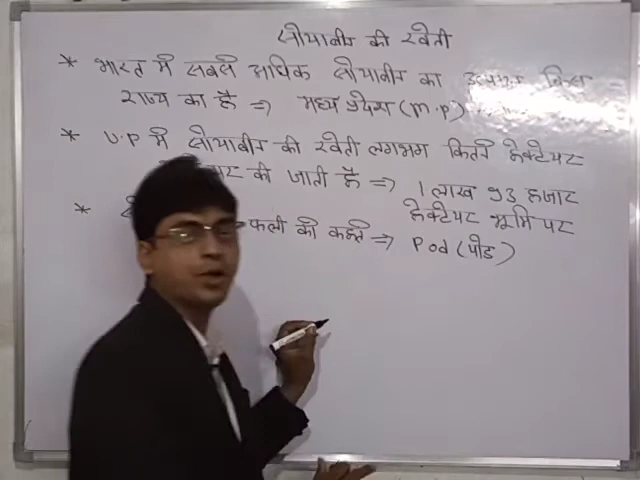 सोयाबीन की खेती
* भारत में सबसे अधिक सोयाबीन का उत्पादन किस
राज्य का है ⇒ मध्य प्रदेश (M.P)
* U.P में सोयाबीन की खेती लगभग कितने हेक्टेयर
की जाती है ⇒ 1 लाख 93 हजार
हेक्टेयर भूमि पर
* फली को कहते ⇒ Pod (पोड)